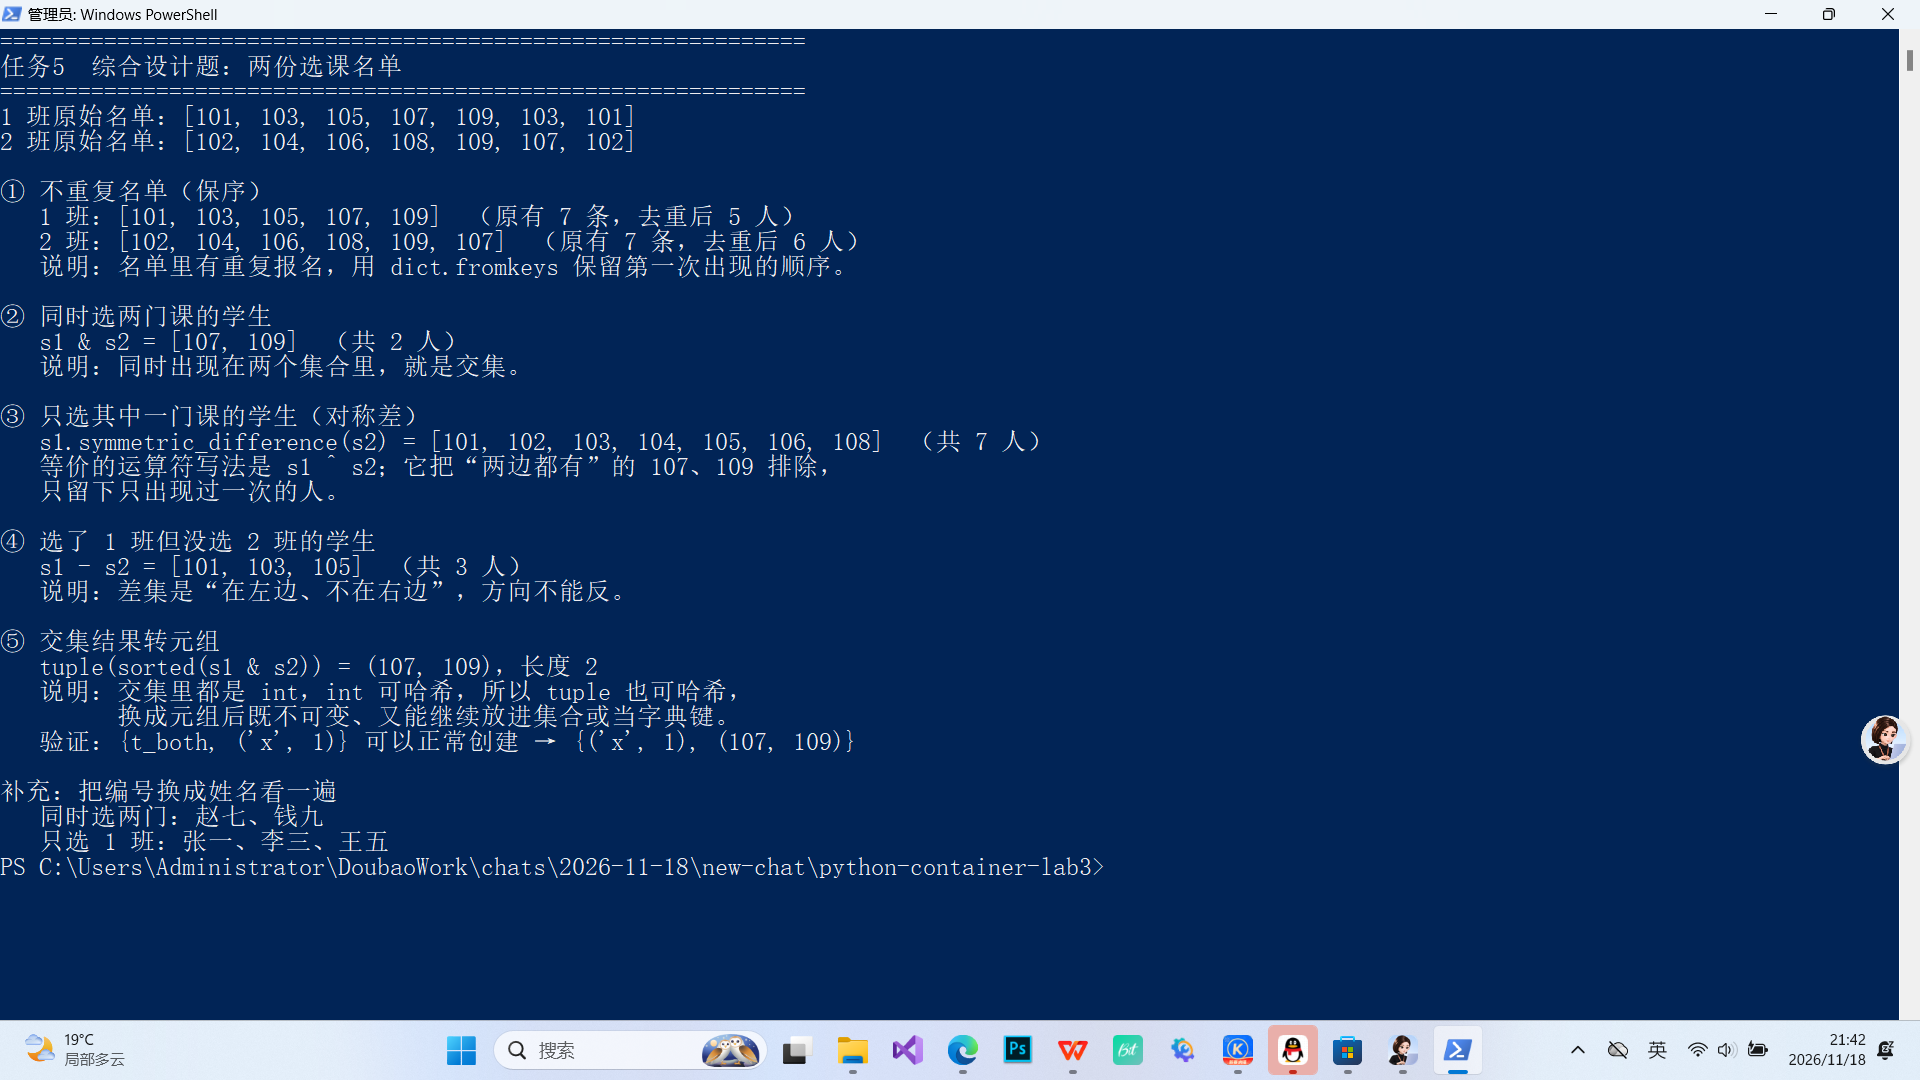 管理员: Windows PowerShell
==============================================================
任务5  综合设计题：两份选课名单
==============================================================
1 班原始名单：[101, 103, 105, 107, 109, 103, 101]
2 班原始名单：[102, 104, 106, 108, 109, 107, 102]
① 不重复名单（保序）
1 班：[101, 103, 105, 107, 109]  （原有 7 条，去重后 5 人）
2 班：[102, 104, 106, 108, 109, 107]  （原有 7 条，去重后 6 人）
说明：名单里有重复报名，用 dict.fromkeys 保留第一次出现的顺序。
② 同时选两门课的学生
s1 & s2 = [107, 109]  （共 2 人）
说明：同时出现在两个集合里，就是交集。
③ 只选其中一门课的学生（对称差）
s1.symmetric_difference(s2) = [101, 102, 103, 104, 105, 106, 108]  （共 7 人）
等价的运算符写法是 s1 ^ s2；它把“两边都有”的 107、109 排除，
只留下只出现过一次的人。
④ 选了 1 班但没选 2 班的学生
s1 - s2 = [101, 103, 105]  （共 3 人）
说明：差集是“在左边、不在右边”，方向不能反。
⑤ 交集结果转元组
tuple(sorted(s1 & s2)) = (107, 109)，长度 2
说明：交集里都是 int，int 可哈希，所以 tuple 也可哈希，
换成元组后既不可变、又能继续放进集合或当字典键。
验证：{t_both, ('x', 1)} 可以正常创建 → {('x', 1), (107, 109)}
补充：把编号换成姓名看一遍
同时选两门：赵七、钱九
只选 1 班：张一、李三、王五
PS C:\Users\Administrator\DoubaoWork\chats\2026-11-18\new-chat\python-container-lab3>
19°C
局部多云
搜索
Ps
Bit
K
英
21:42
2026/11/18